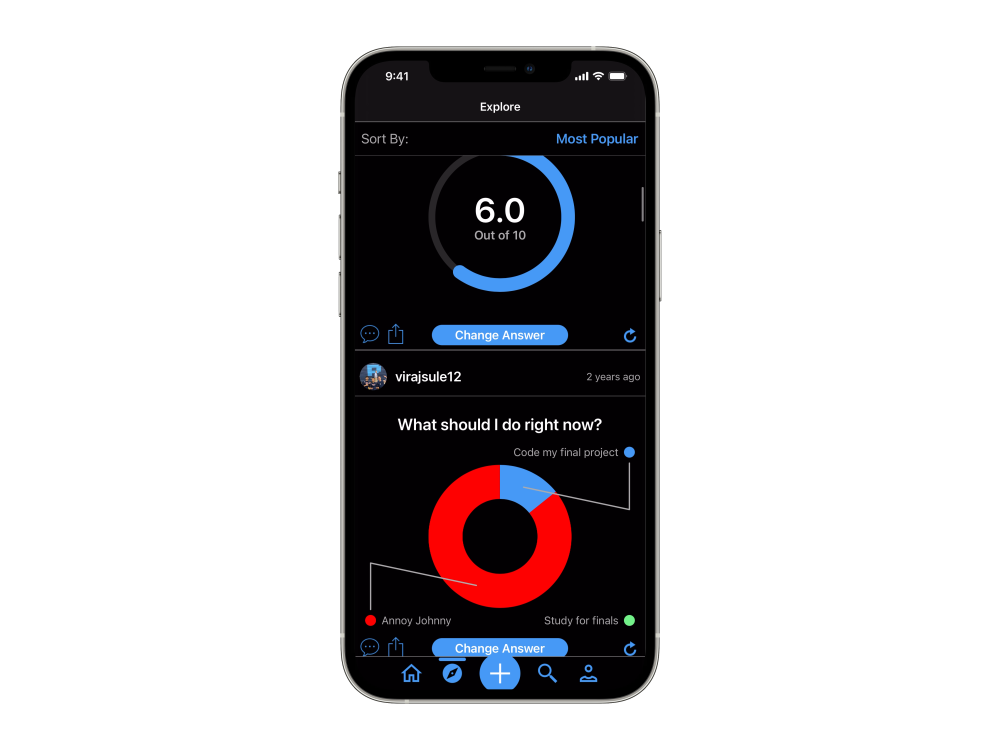 9:41
Explore
Sort By: Most Popular
6.0
Out of 10
Change Answer
virajsule12 2 years ago
What should I do right now?
Code my final project
Annoy Johnny Study for finals
Change Answer